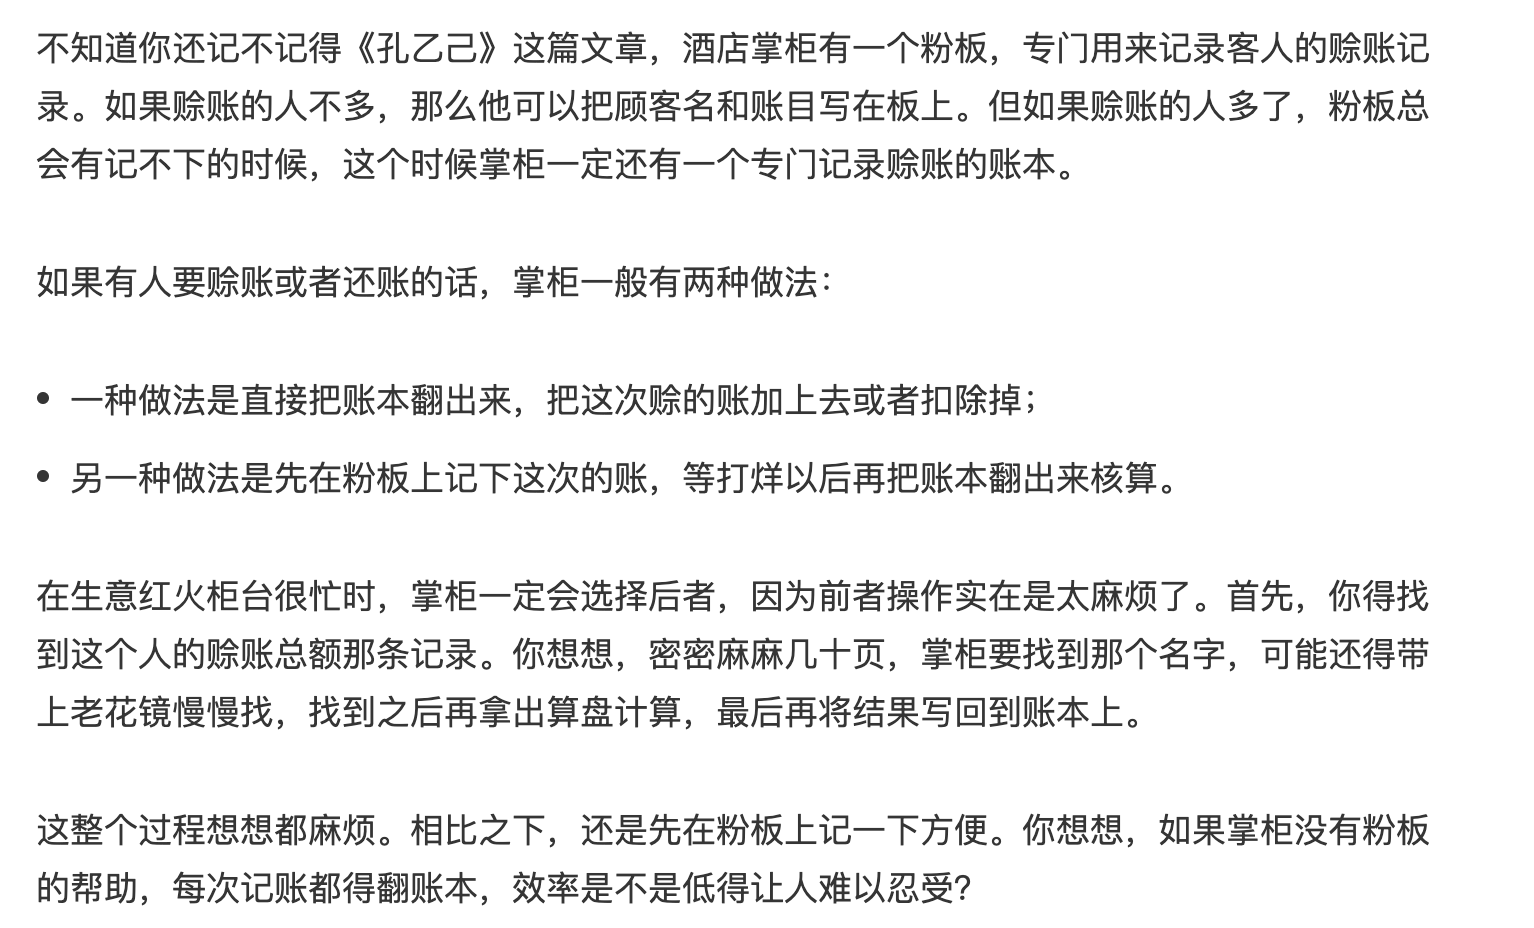 不知道你还记不记得《孔乙己》这篇文章，酒店掌柜有一个粉板，专门用来记录客人的赊账记
录。如果赊账的人不多，那么他可以把顾客名和账目写在板上。但如果赊账的人多了，粉板总
会有记不下的时候，这个时候掌柜一定还有一个专门记录赊账的账本。
如果有人要赊账或者还账的话，掌柜一般有两种做法：
• 一种做法是直接把账本翻出来，把这次赊的账加上去或者扣除掉；
• 另一种做法是先在粉板上记下这次的账，等打烊以后再把账本翻出来核算。
在生意红火柜台很忙时，掌柜一定会选择后者，因为前者操作实在是太麻烦了。首先，你得找
到这个人的赊账总额那条记录。你想想，密密麻麻几十页，掌柜要找到那个名字，可能还得带
上老花镜慢慢找，找到之后再拿出算盘计算，最后再将结果写回到账本上。
这整个过程想想都麻烦。相比之下，还是先在粉板上记一下方便。你想想，如果掌柜没有粉板
的帮助，每次记账都得翻账本，效率是不是低得让人难以忍受？